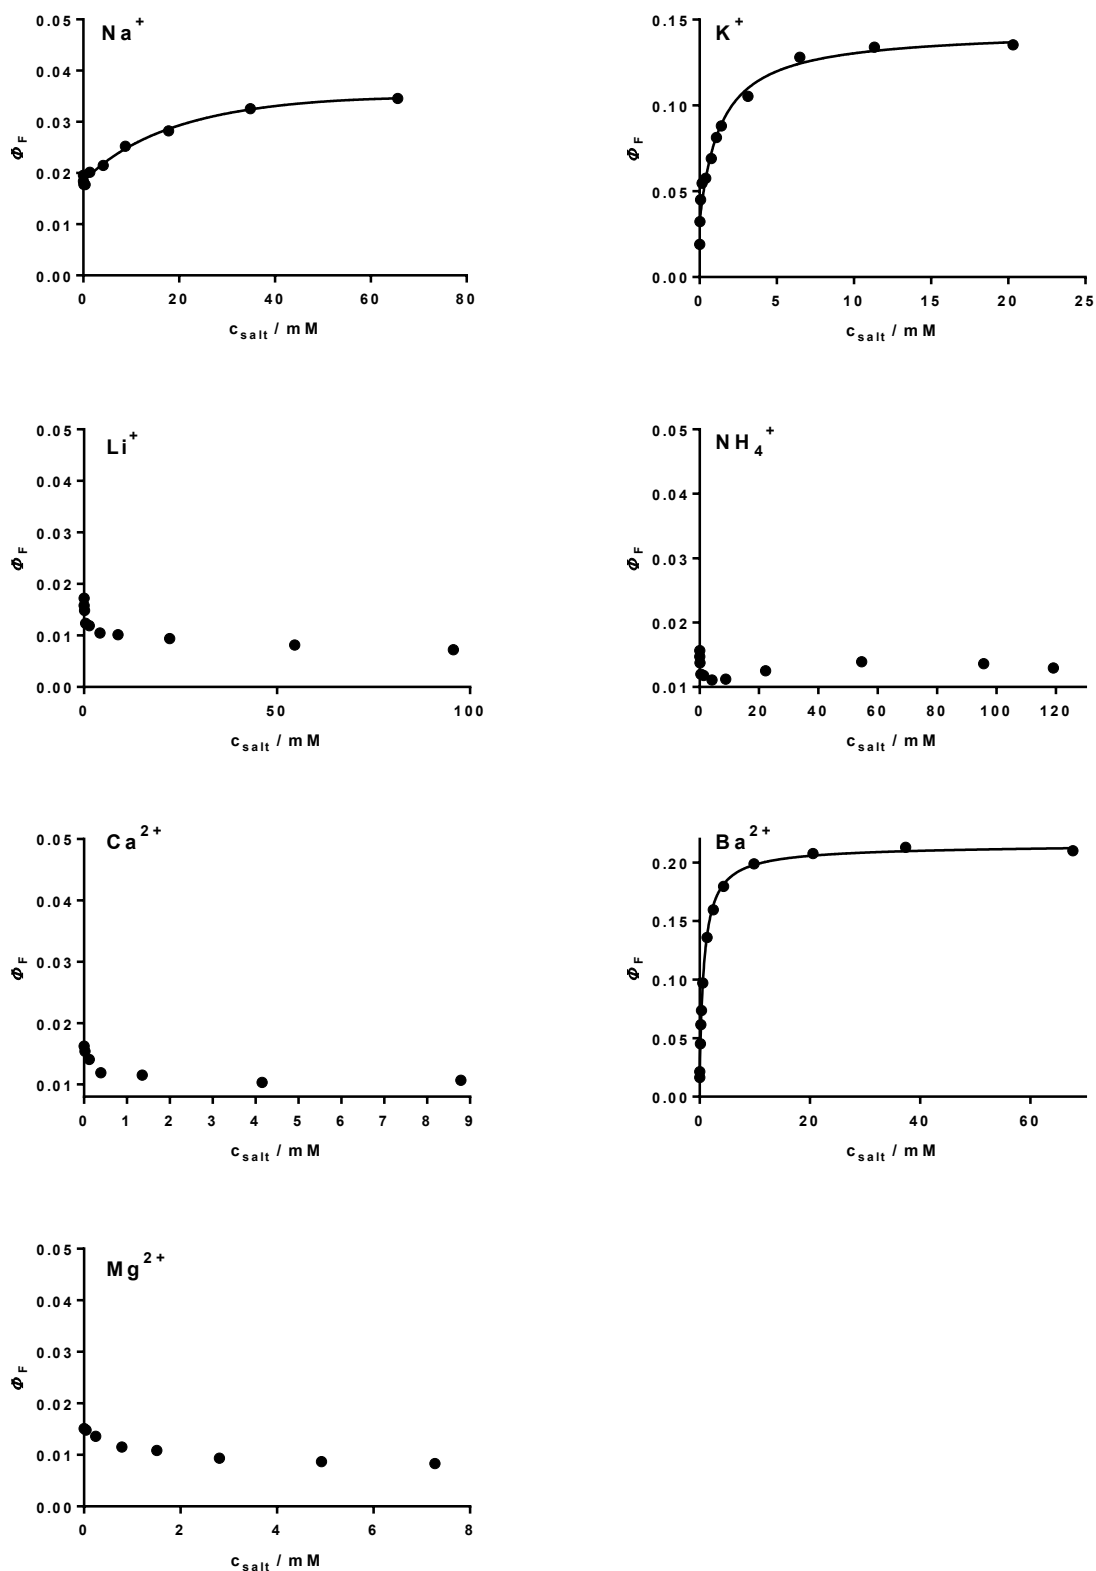 Na⁺
0.05
0.04
0.03
0.02
0.01
0.00
Φ_F
0 20 40 60 80
c_salt / mM
K⁺
0.15
0.10
0.05
0.00
Φ_F
0 5 10 15 20 25
c_salt / mM
Li⁺
0.05
0.04
0.03
0.02
0.01
0.00
Φ_F
0 50 100
c_salt / mM
NH₄⁺
0.05
0.04
0.03
0.02
0.01
Φ_F
0 20 40 60 80 100 120
c_salt / mM
Ca²⁺
0.05
0.04
0.03
0.02
0.01
Φ_F
0 1 2 3 4 5 6 7 8 9
c_salt / mM
Ba²⁺
0.20
0.15
0.10
0.05
0.00
Φ_F
0 20 40 60
c_salt / mM
Mg²⁺
0.05
0.04
0.03
0.02
0.01
0.00
Φ_F
0 2 4 6 8
c_salt / mM